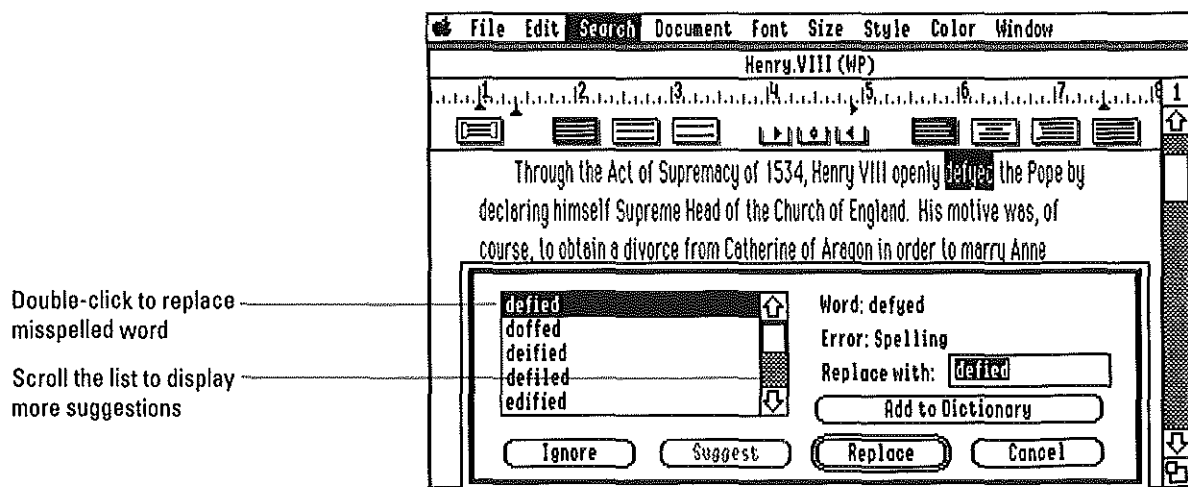 File Edit Search Document Font Size Style Color Window
Henry.VIII (WP)
1 2 3 4 5 6 7 8 1
Through the Act of Supremacy of 1534, Henry VIII openly defyed the Pope by
declaring himself Supreme Head of the Church of England. His motive was, of
course, to obtain a divorce from Catherine of Aragon in order to marry Anne
Double-click to replace
misspelled word
Scroll the list to display
more suggestions
defied
doffed
deified
defiled
edified
Word: defyed
Error: Spelling
Replace with: defied
Add to Dictionary
Ignore Suggest Replace Cancel